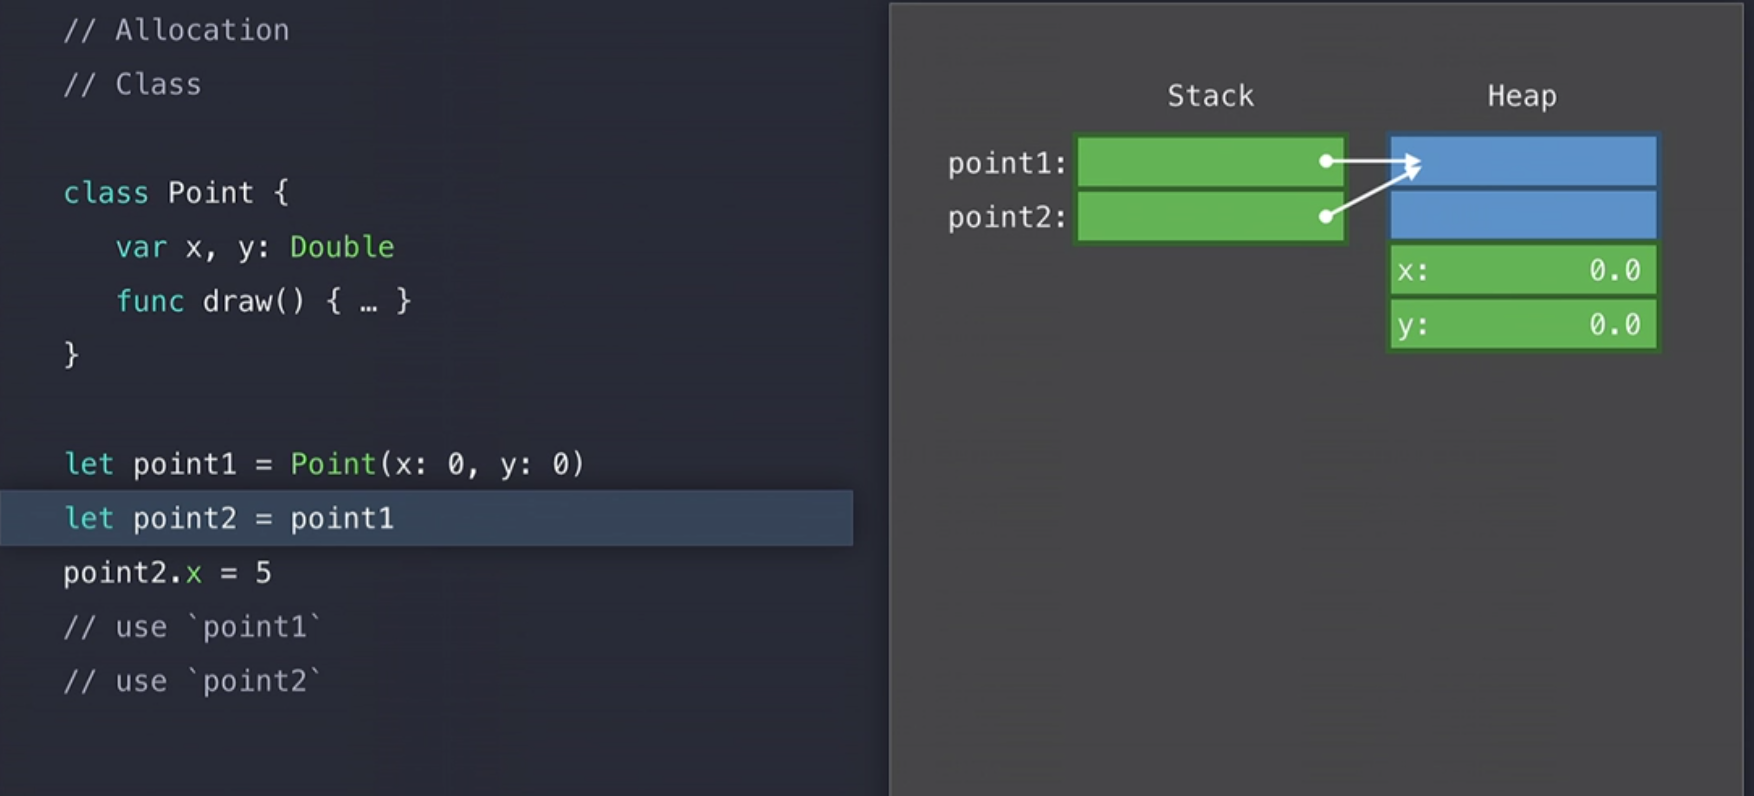 // Allocation
// Class
class Point {
var x, y: Double
func draw() { … }
}
let point1 = Point(x: 0, y: 0)
let point2 = point1
point2.x = 5
// use `point1`
// use `point2`
Stack
Heap
point1:
point2:
x: 0.0
y: 0.0